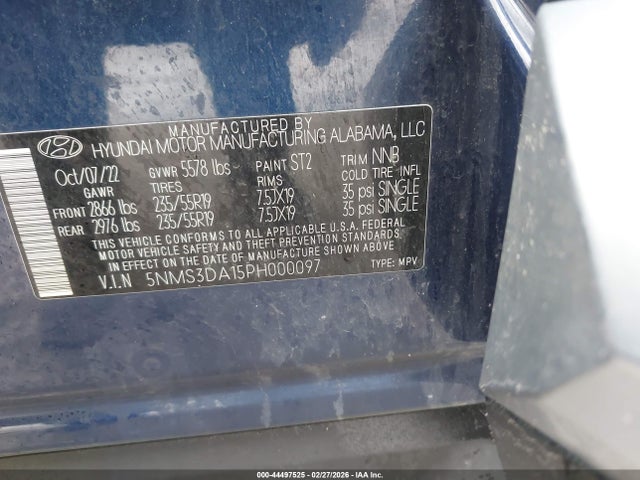 MANUFACTURED BY
HYUNDAI MOTOR MANUFACTURING ALABAMA, LLC
Oct/07/22 GVWR 5578 lbs PAINT ST2 TRIM NNB
GAWR TIRES RIMS COLD TIRE INFL
FRONT 2866 lbs 235/55R19 7.5JX19 35 psi SINGLE
REAR 2976 lbs 235/55R19 7.5JX19 35 psi SINGLE
THIS VEHICLE CONFORMS TO ALL APPLICABLE U.S.A. FEDERAL
MOTOR VEHICLE SAFETY AND THEFT PREVENTION STANDARDS
IN EFFECT ON THE DATE OF MANUFACTURE SHOWN ABOVE.
V.I.N 5NMS3DA15PH000097 TYPE: MPV
000-44497525 - 02/27/2026 - IAA Inc.